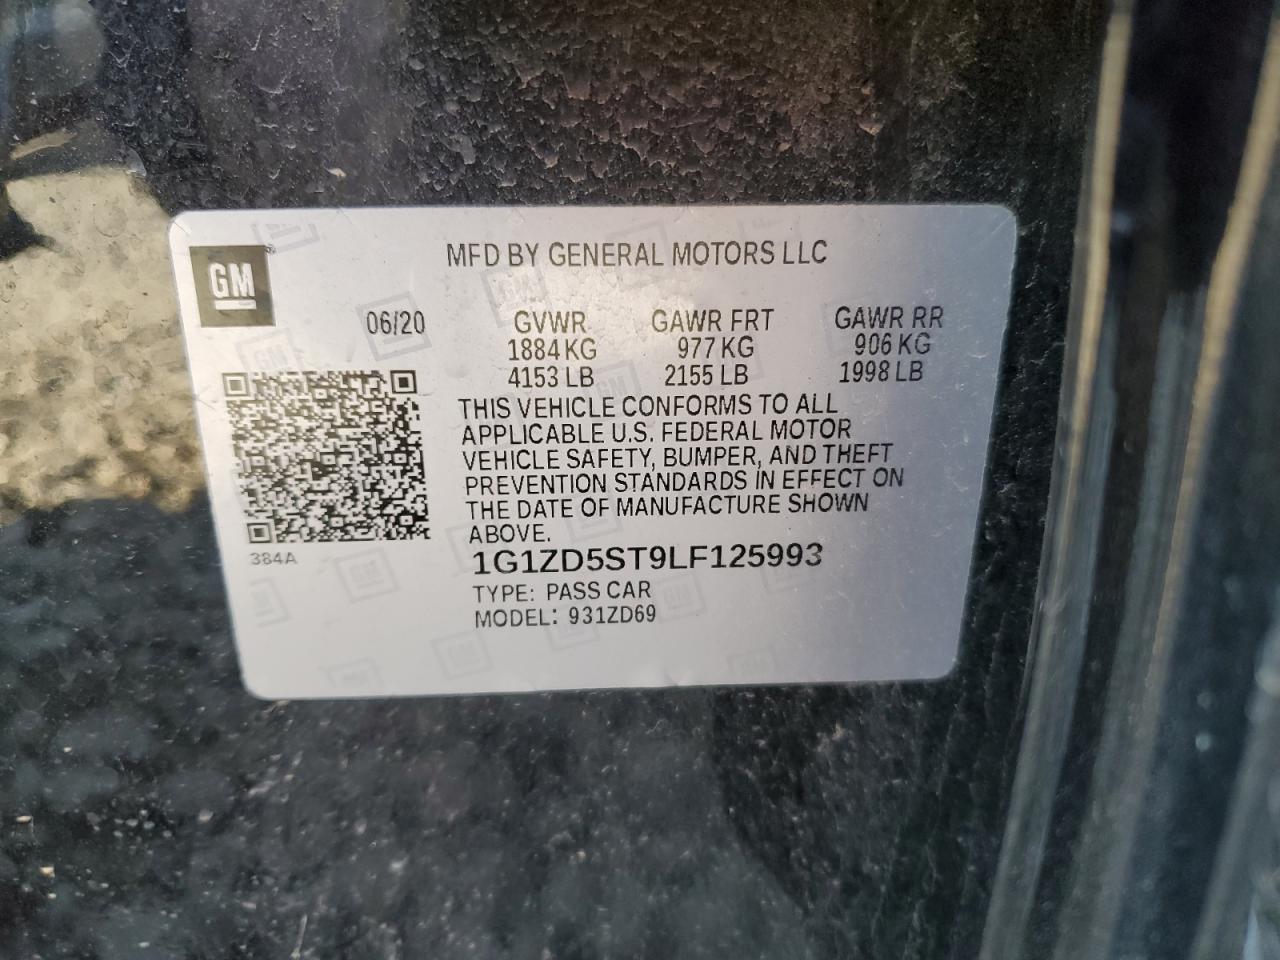 MFD BY GENERAL MOTORS LLC
GM®
06/20 GVWR GAWR FRT GAWR RR
1884 KG 977 KG 906 KG
4153 LB 2155 LB 1998 LB
THIS VEHICLE CONFORMS TO ALL
APPLICABLE U.S. FEDERAL MOTOR
VEHICLE SAFETY, BUMPER, AND THEFT
PREVENTION STANDARDS IN EFFECT ON
THE DATE OF MANUFACTURE SHOWN
ABOVE.
384A
1G1ZD5ST9LF125993
TYPE: PASS CAR
MODEL: 931ZD69